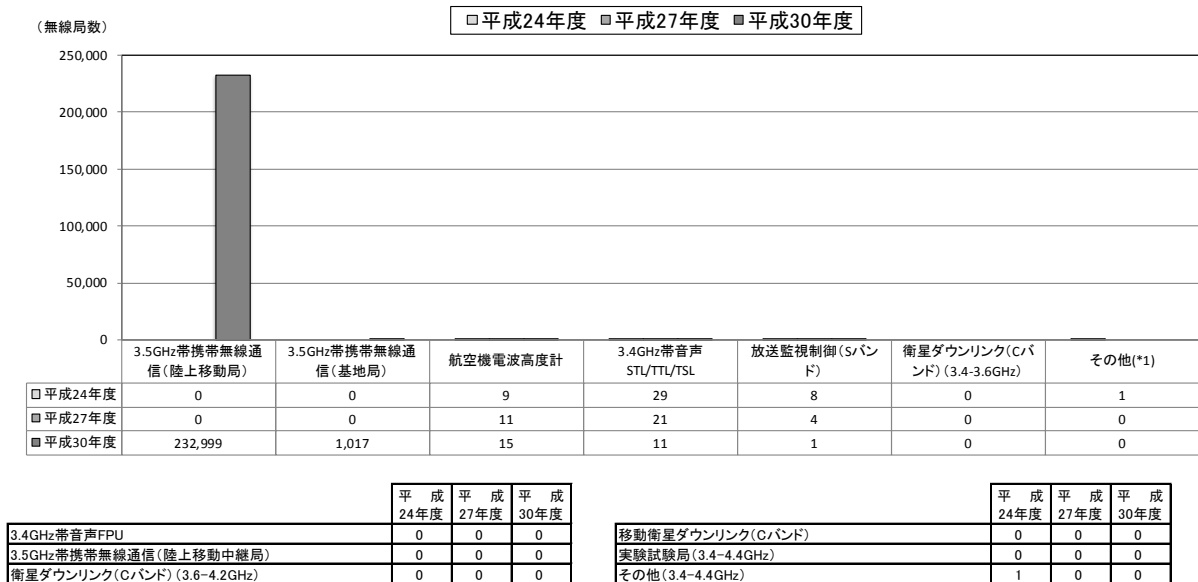 (無線局数)
□平成24年度 ■平成27年度 ■平成30年度
250,000
200,000
150,000
100,000
50,000
0
3.5GHz帯携帯無線通信(陸上移動局) 3.5GHz帯携帯無線通信(基地局) 航空機電波高度計 3.4GHz帯音声STL/TTL/TSL 放送監視制御(Sバンド) 衛星ダウンリンク(Cバンド)(3.4-3.6GHz) その他(*1)
□平成24年度 0 0 9 29 8 0 1
■平成27年度 0 0 11 21 4 0 0
■平成30年度 232,999 1,017 15 11 1 0 0
平成24年度 平成27年度 平成30年度
3.4GHz帯音声FPU 0 0 0
3.5GHz帯携帯無線通信(陸上移動中継局) 0 0 0
衛星ダウンリンク(Cバンド)(3.6-4.2GHz) 0 0 0
平成24年度 平成27年度 平成30年度
移動衛星ダウンリンク(Cバンド) 0 0 0
実験試験局(3.4-4.4GHz) 0 0 0
その他(3.4-4.4GHz) 1 0 0